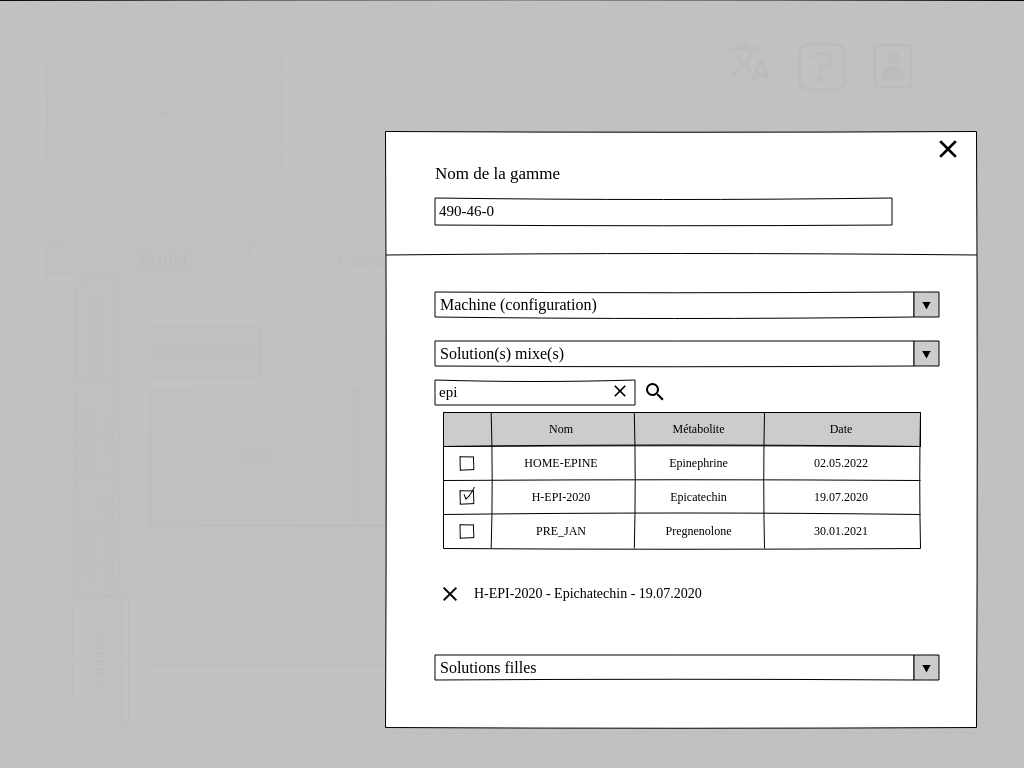 Projet
Nom de la gamme
490-46-0
Machine (configuration)
Solution(s) mixe(s)
epi
Nom Métabolite Date
HOME-EPINE Epinephrine 02.05.2022
H-EPI-2020 Epicatechin 19.07.2020
PRE_JAN Pregnenolone 30.01.2021
H-EPI-2020 - Epichatechin - 19.07.2020
Solutions filles